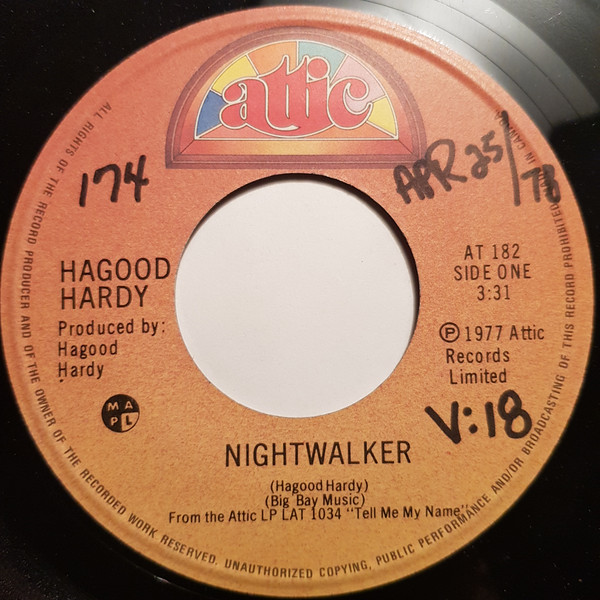 attic
174
APR 25/78
HAGOOD
HARDY
Produced by:
Hagood
Hardy
AT 182
SIDE ONE
3:31
℗ 1977 Attic
Records
Limited
M A
P L
V:18
NIGHTWALKER
(Hagood Hardy)
(Big Bay Music)
From the Attic LP LAT 1034 "Tell Me My Name"
ALL RIGHTS OF THE RECORD PRODUCER AND OF THE OWNER OF THE RECORDED WORK RESERVED. UNAUTHORIZED COPYING, PUBLIC PERFORMANCE AND/OR BROADCASTING OF THIS RECORD PROHIBITED IN